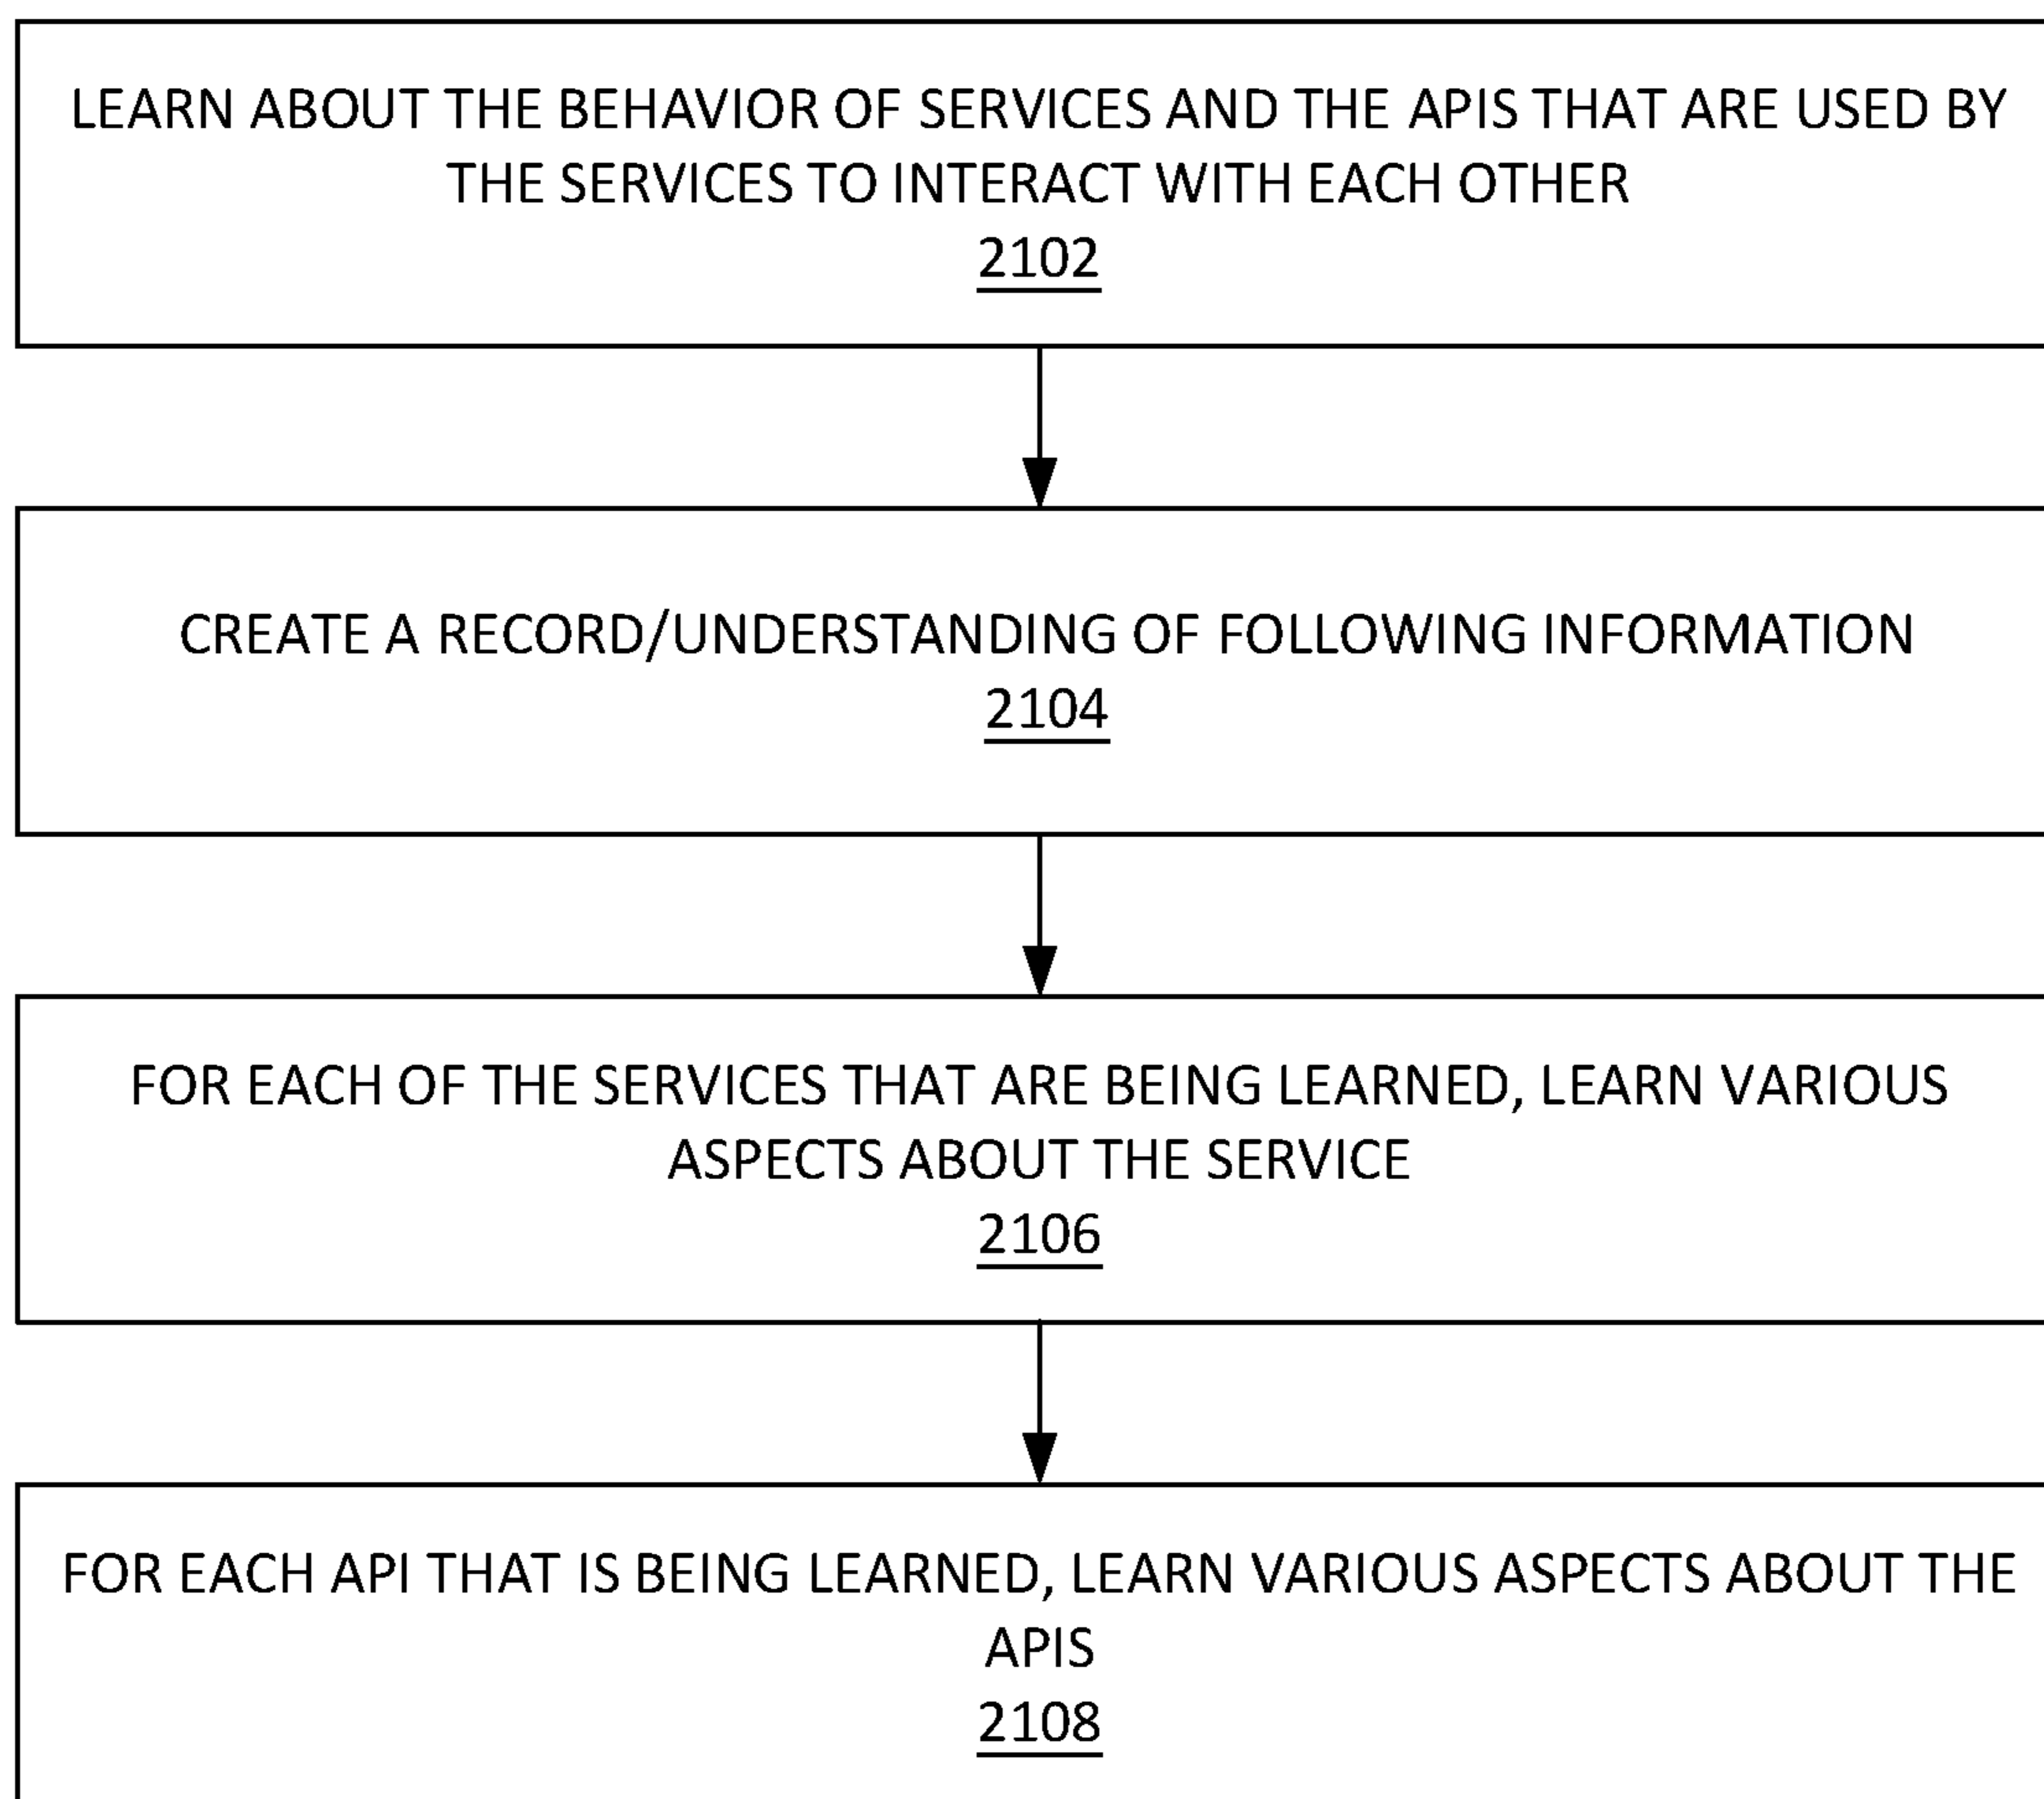 LEARN ABOUT THE BEHAVIOR OF SERVICES AND THE APIS THAT ARE USED BY
THE SERVICES TO INTERACT WITH EACH OTHER
2102
CREATE A RECORD/UNDERSTANDING OF FOLLOWING INFORMATION
2104
FOR EACH OF THE SERVICES THAT ARE BEING LEARNED, LEARN VARIOUS
ASPECTS ABOUT THE SERVICE
2106
FOR EACH API THAT IS BEING LEARNED, LEARN VARIOUS ASPECTS ABOUT THE
APIS
2108